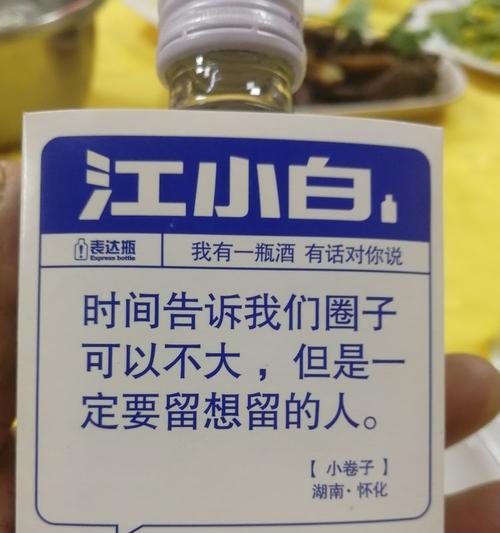 江小白
表达瓶
Express bottle
我有一瓶酒 有话对你说
时间告诉我们圈子
可以不大，但是一
定要留想留的人。
【 小卷子 】
湖南·怀化